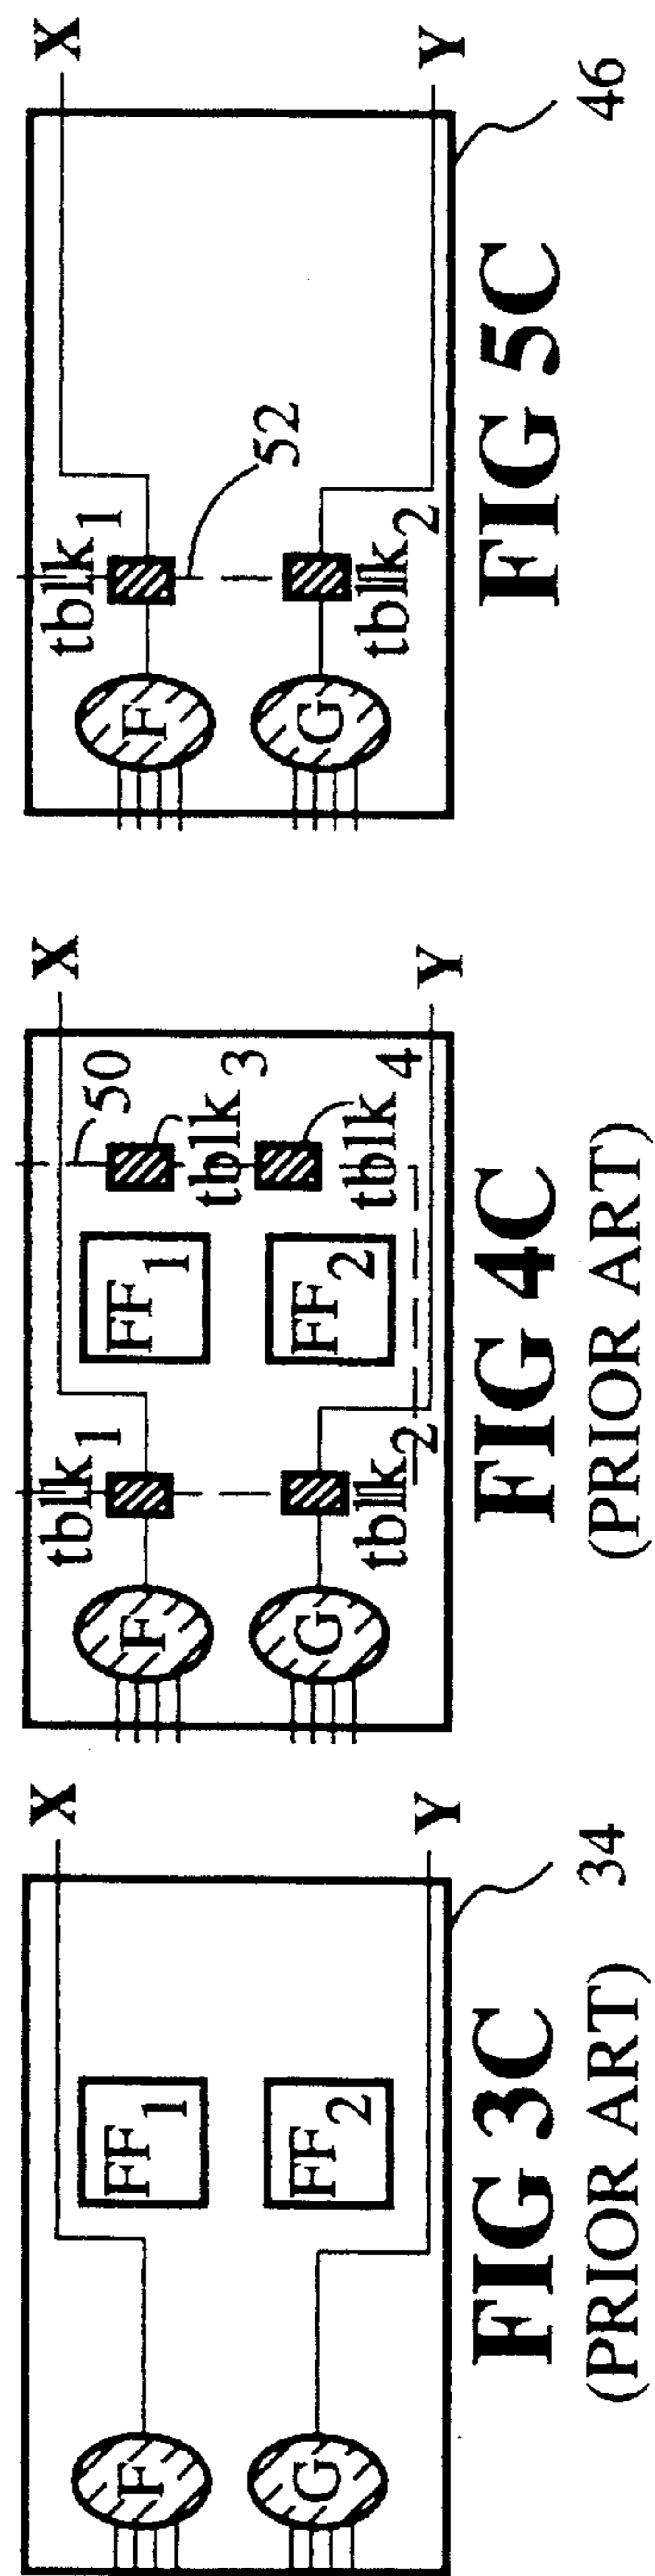 X
F
FF1
G
FF2
Y
34
FIG 3C
(PRIOR ART)
X
tblk1
50
F
FF1
tblk3
G
FF2
tblk4
tblk2
Y
FIG 4C
(PRIOR ART)
X
tblk1
F
52
G
tblk2
Y
46
FIG 5C